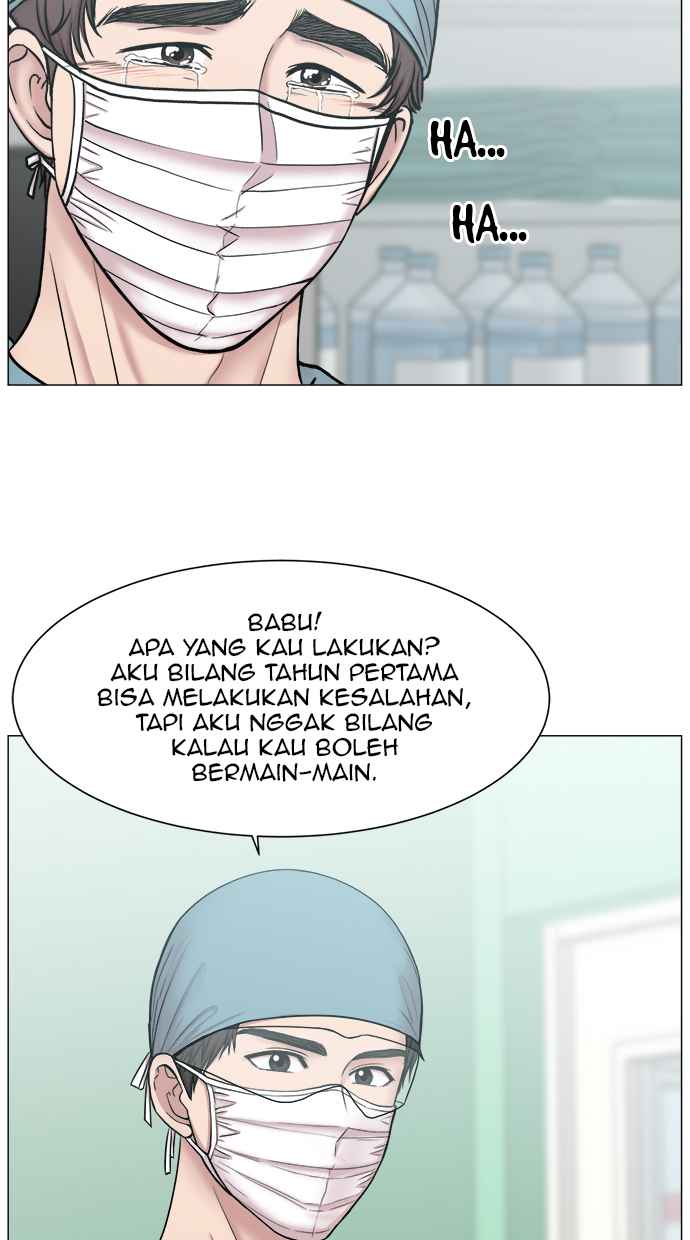 HA...
HA...
BABU!
APA YANG KAU LAKUKAN?
AKU BILANG TAHUN PERTAMA
BISA MELAKUKAN KESALAHAN,
TAPI AKU NGGAK BILANG
KALAU KAU BOLEH
BERMAIN-MAIN.